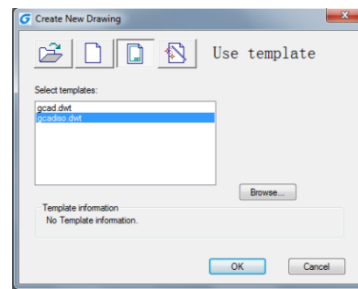 Create New Drawing
Use template
Select templates:
gcad.dwt
gcadiso.dwt
Browse...
Template information
No Template information.
OK
Cancel